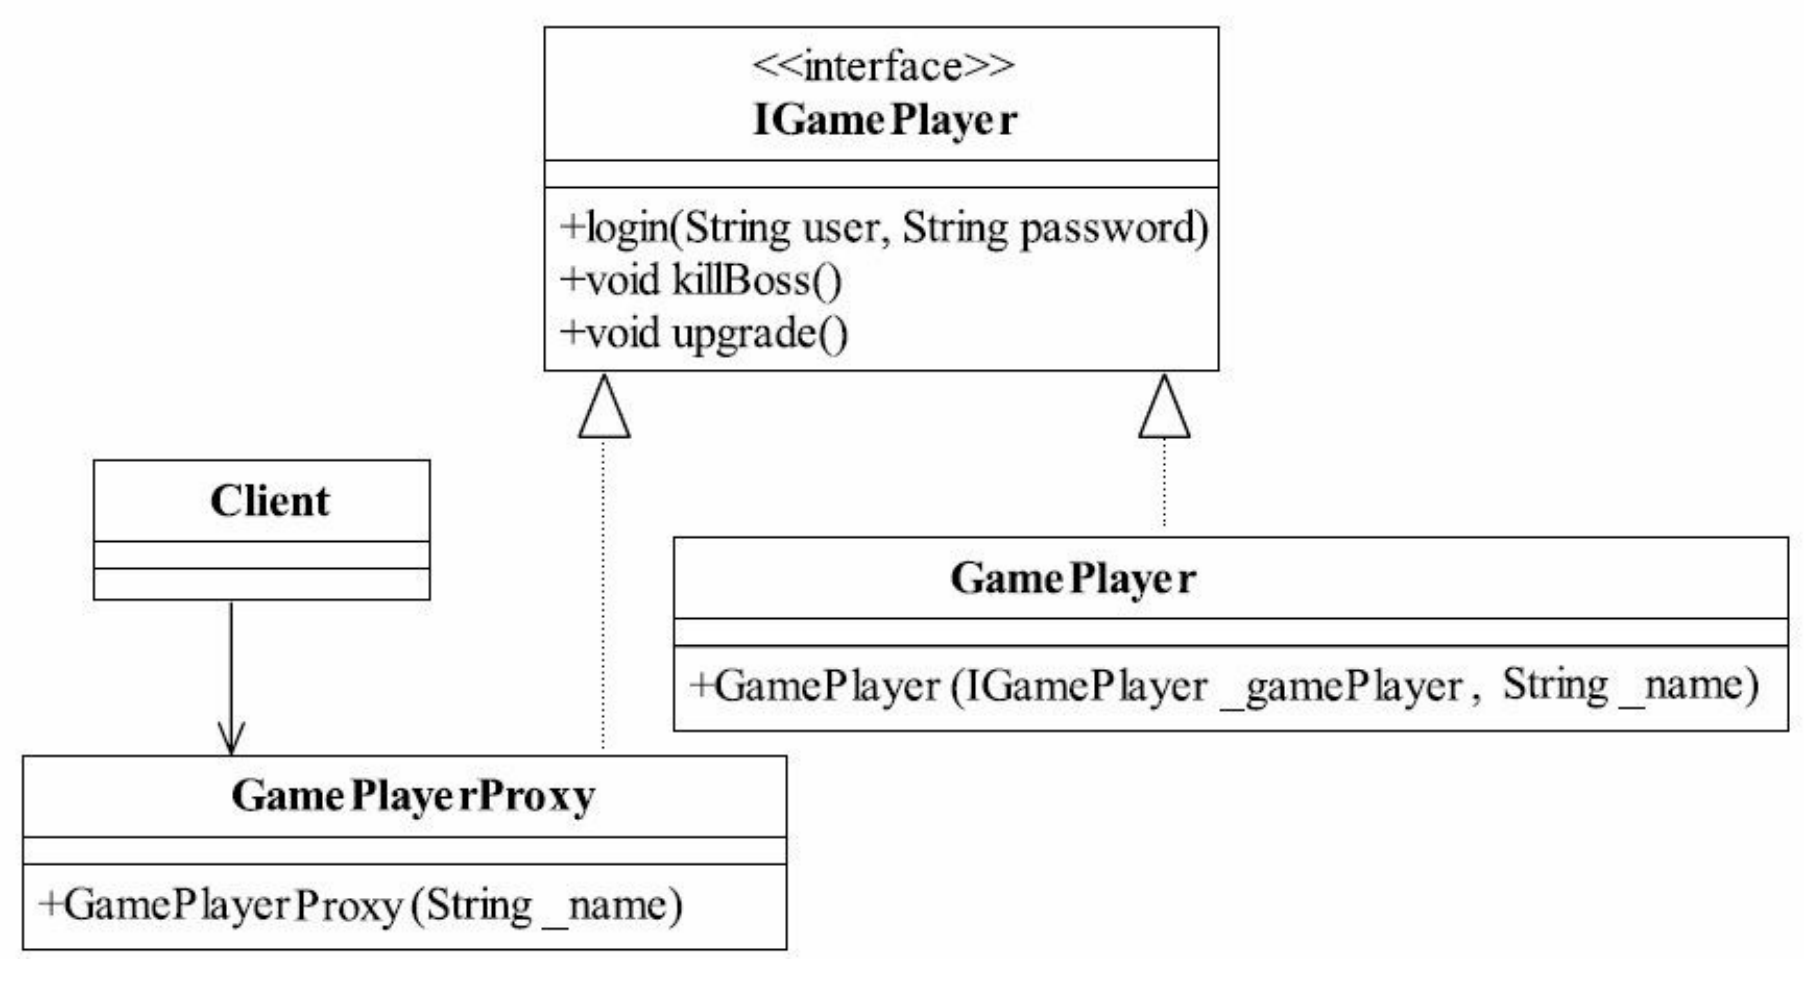 <<interface>>
IGamePlayer
+login(String user, String password)
+void killBoss()
+void upgrade()
Client
GamePlayer
+GamePlayer(IGamePlayer _gamePlayer, String _name)
GamePlayerProxy
+GamePlayerProxy(String _name)